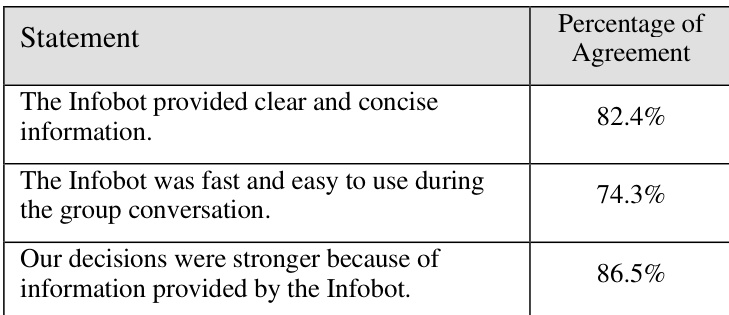 Statement
Percentage of
Agreement
The Infobot provided clear and concise
information.
82.4%
The Infobot was fast and easy to use during
the group conversation.
74.3%
Our decisions were stronger because of
information provided by the Infobot.
86.5%